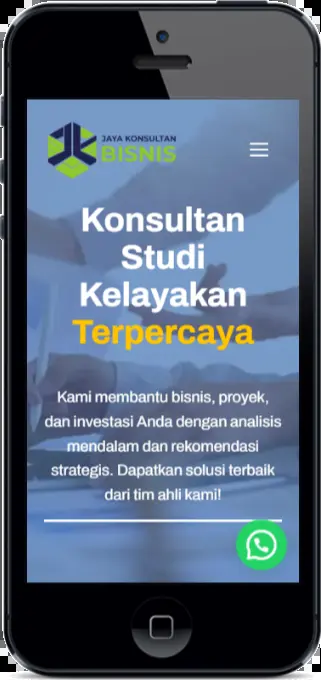 JAYA KONSULTAN
BISNIS
Konsultan
Studi
Kelayakan
Terpercaya
Kami membantu bisnis, proyek,
dan investasi Anda dengan analisis
mendalam dan rekomendasi
strategis. Dapatkan solusi terbaik
dari tim ahli kami!